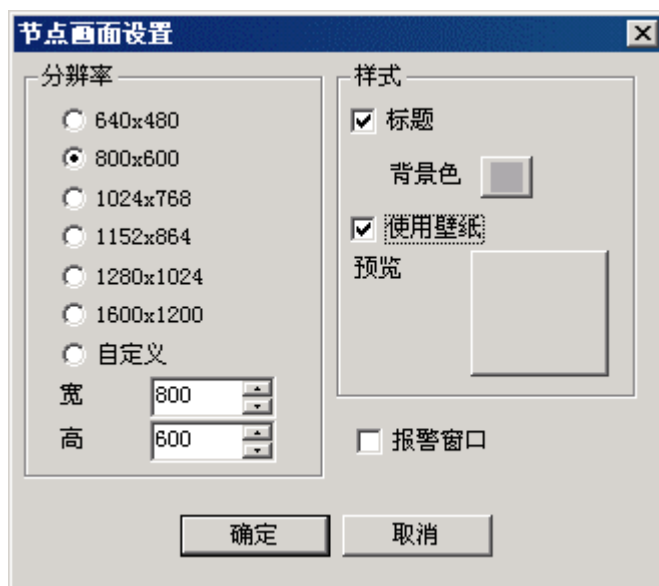 节点画面设置
分辨率
640x480
800x600
1024x768
1152x864
1280x1024
1600x1200
自定义
宽 800
高 600
样式
标题
背景色
使用壁纸
预览
报警窗口
确定 取消